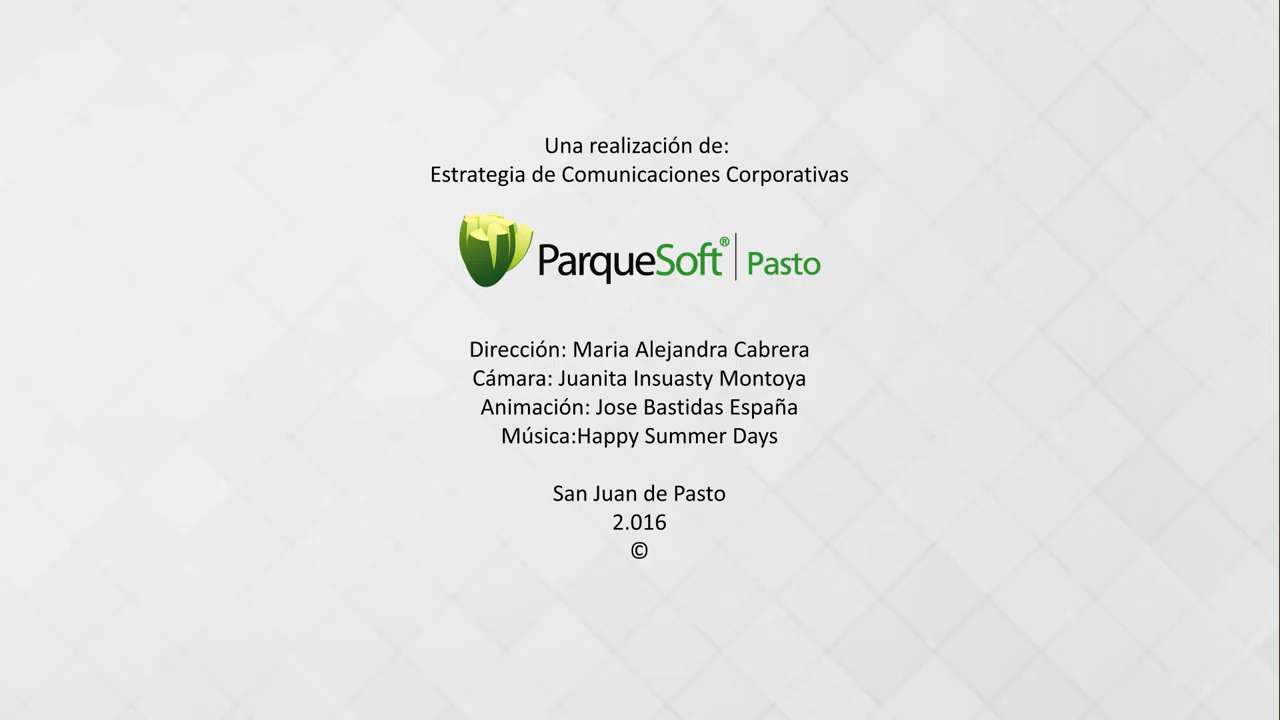 Una realización de:
Estrategia de Comunicaciones Corporativas
ParqueSoft® | Pasto
Dirección: Maria Alejandra Cabrera
Cámara: Juanita Insuasty Montoya
Animación: Jose Bastidas España
Música:Happy Summer Days
San Juan de Pasto
2.016
©